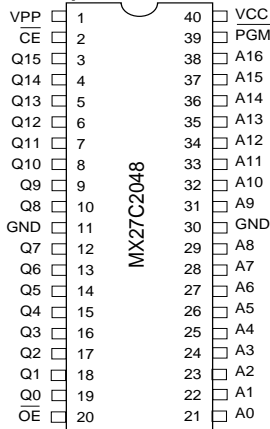 VPP 1 40 VCC
C̅E̅ 2 39 P̅G̅M̅
Q15 3 38 A16
Q14 4 37 A15
Q13 5 36 A14
Q12 6 35 A13
Q11 7 34 A12
Q10 8 33 A11
Q9 9 32 A10
Q8 10 31 A9
GND 11 30 GND
Q7 12 29 A8
Q6 13 28 A7
Q5 14 27 A6
Q4 15 26 A5
Q3 16 25 A4
Q2 17 24 A3
Q1 18 23 A2
Q0 19 22 A1
O̅E̅ 20 21 A0
MX27C2048